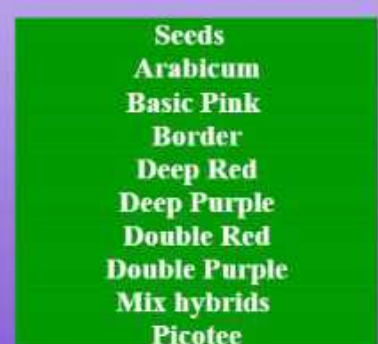 Seeds
Arabicum
Basic Pink
Border
Deep Red
Deep Purple
Double Red
Double Purple
Mix hybrids
Picotee